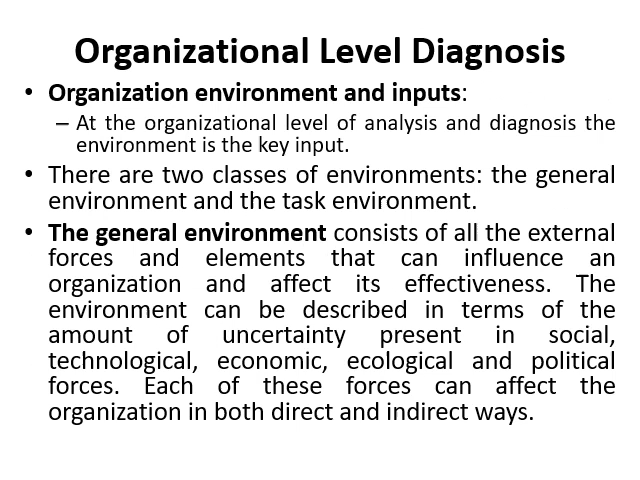 Organizational Level Diagnosis
• Organization environment and inputs:
– At the organizational level of analysis and diagnosis the
environment is the key input.
• There are two classes of environments: the general
environment and the task environment.
• The general environment consists of all the external
forces and elements that can influence an
organization and affect its effectiveness. The
environment can be described in terms of the
amount of uncertainty present in social,
technological, economic, ecological and political
forces. Each of these forces can affect the
organization in both direct and indirect ways.